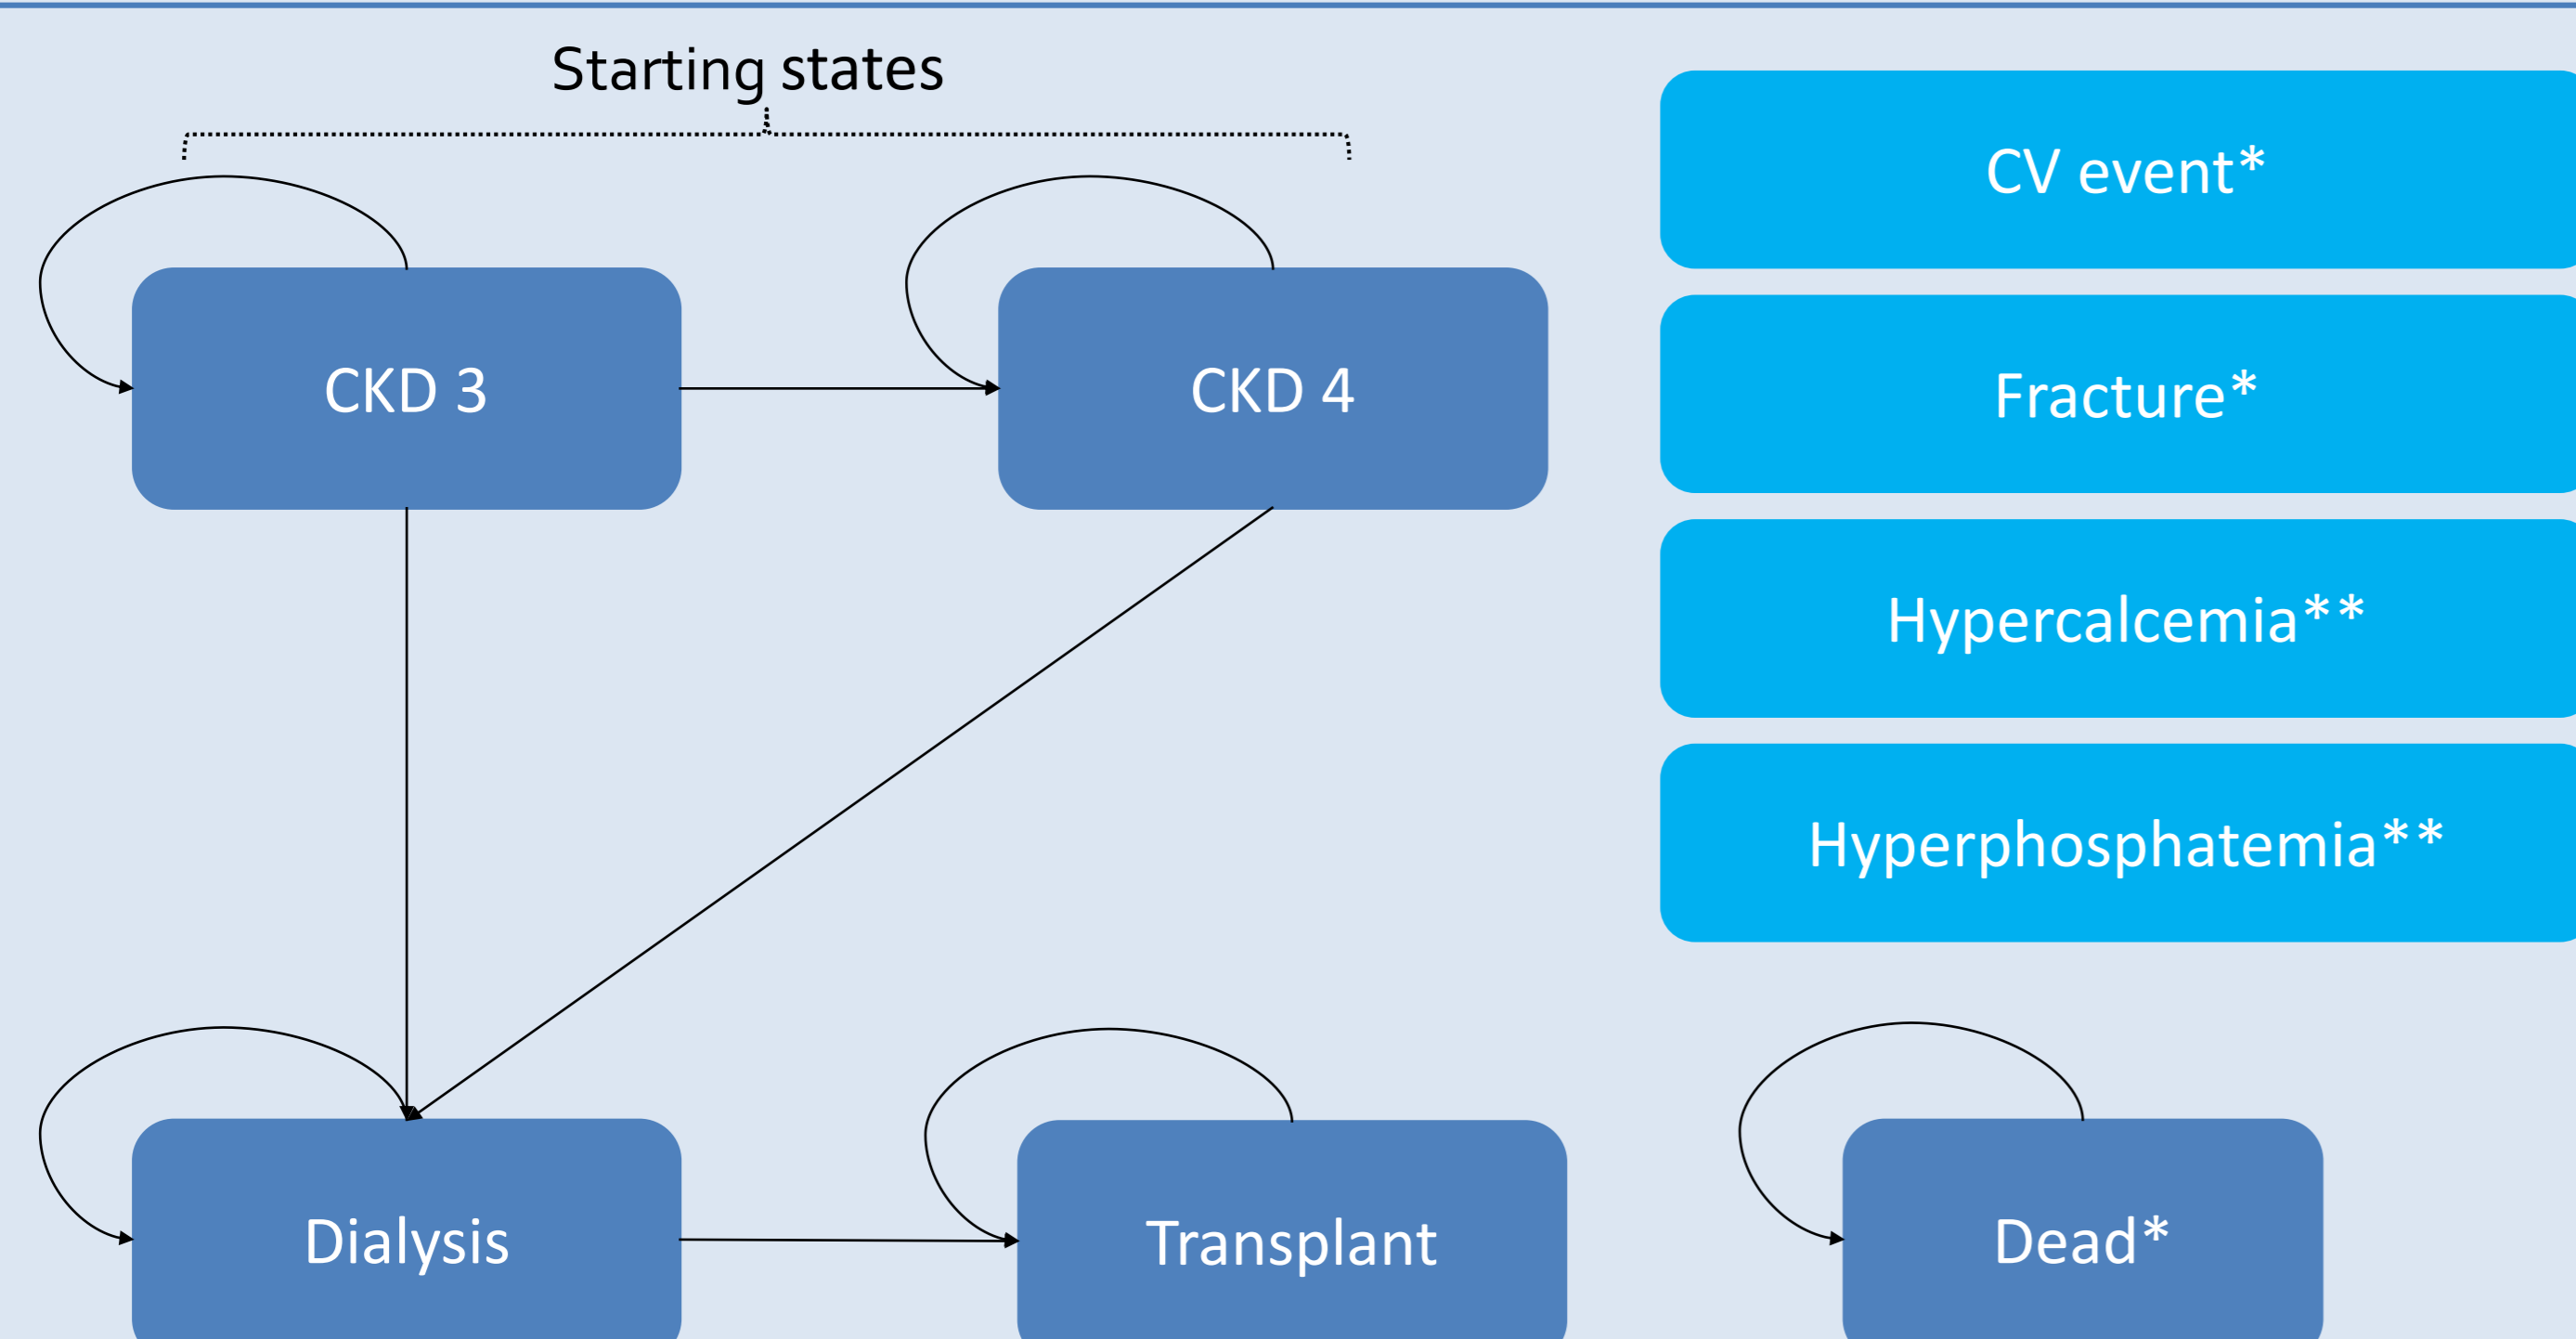 Starting states
CV event*
CKD 3
CKD 4
Fracture*
Hypercalcemia**
Hyperphosphatemia**
Dialysis
Transplant
Dead*